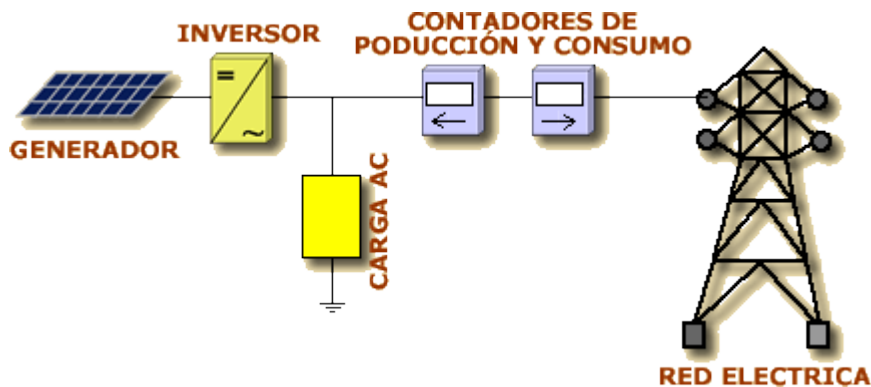 INVERSOR
CONTADORES DE
PODUCCIÓN Y CONSUMO
GENERADOR
CARGA AC
RED ELECTRICA